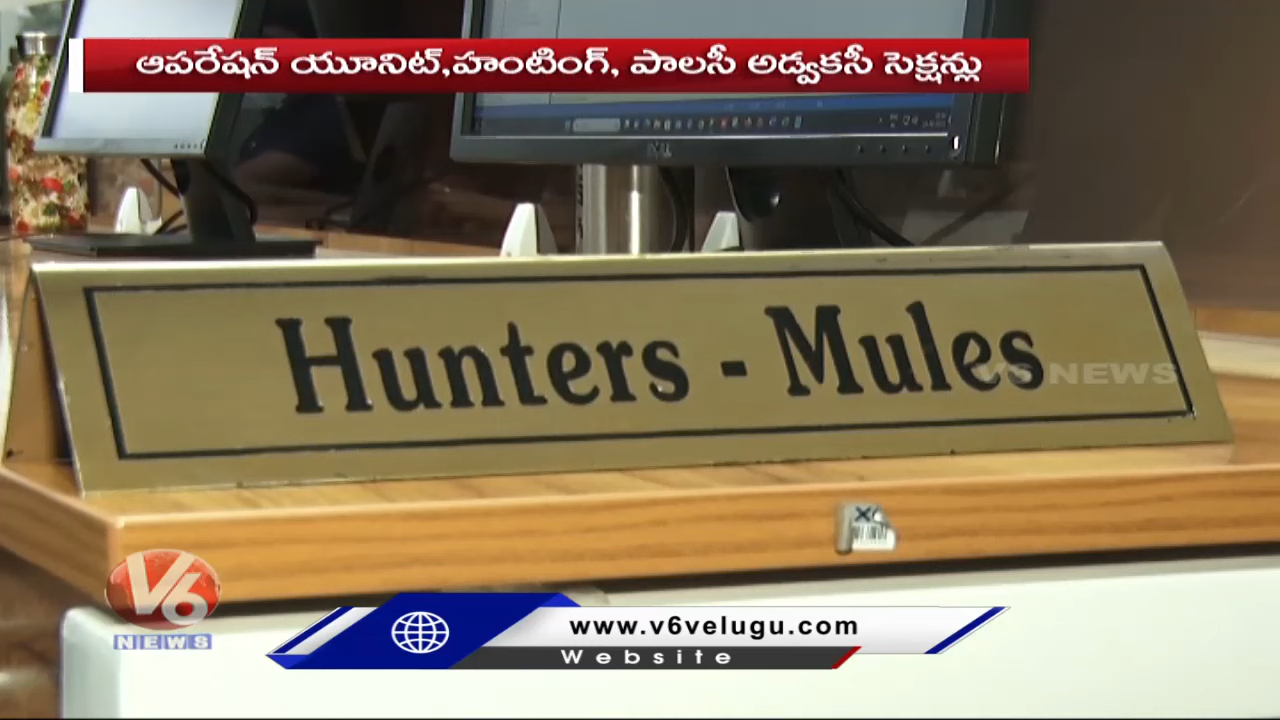 ఆపరేషన్ యూనిట్,హంటింగ్, పాలసీ అడ్వకసీ సెక్షన్లు
Hunters - Mules
V6 NEWS
V6
NEWS
www.v6velugu.com
Website